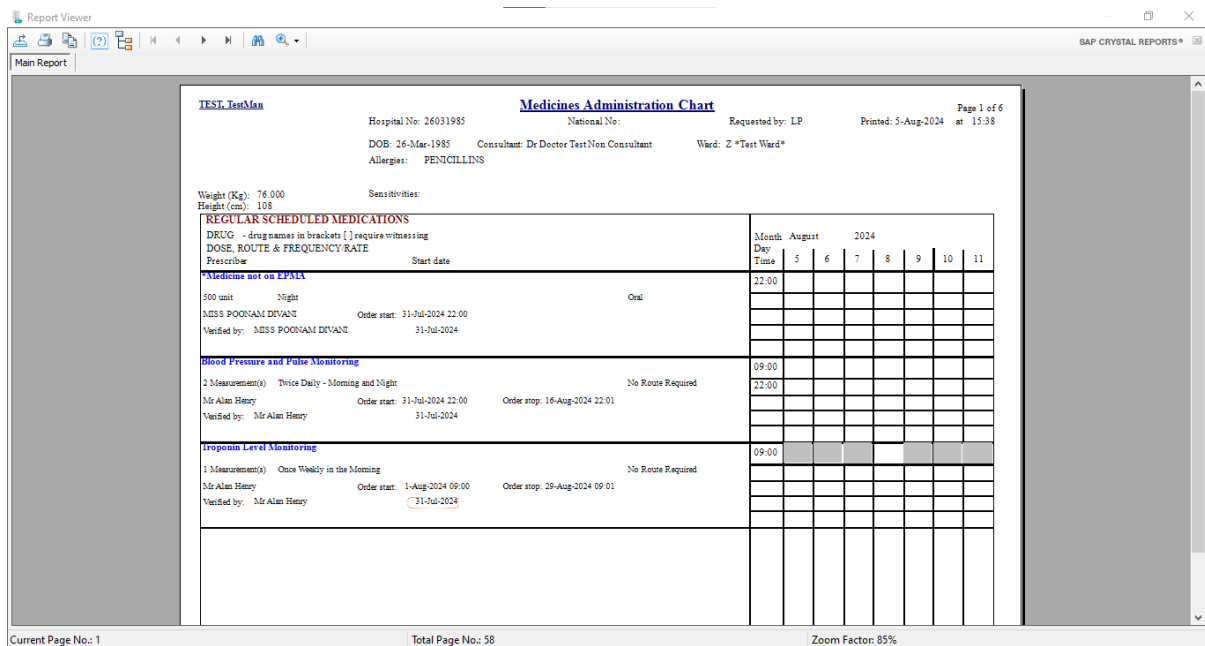 Report Viewer
SAP CRYSTAL REPORTS®
Main Report
TEST, TestMan
Medicines Administration Chart
Page 1 of 6
Hospital No: 26031985 National No: Requested by: LP Printed: 5-Aug-2024 at 15:38
DOB: 26-Mar-1985 Consultant: Dr Doctor Test Non Consultant Ward: Z *Test Ward*
Allergies: PENICILLINS
Weight (Kg): 76.000 Sensitivities:
Height (cm): 108
REGULAR SCHEDULED MEDICATIONS
DRUG - drug names in brackets [ ] require witnessing
DOSE, ROUTE & FREQUENCY/RATE
Prescriber Start date
Month August 2024
Day
Time 5 6 7 8 9 10 11
*Medicine not on EPMA 22:00
500 unit Night Oral
MISS POONAM DIVANI Order start: 31-Jul-2024 22:00
Verified by: MISS POONAM DIVANI 31-Jul-2024
Blood Pressure and Pulse Monitoring 09:00
2 Measurement(s) Twice Daily - Morning and Night No Route Required 22:00
Mr Alan Henry Order start: 31-Jul-2024 22:00 Order stop: 16-Aug-2024 22:01
Verified by: Mr Alan Henry 31-Jul-2024
Troponin Level Monitoring 09:00
1 Measurement(s) Once Weekly in the Morning No Route Required
Mr Alan Henry Order start: 1-Aug-2024 09:00 Order stop: 29-Aug-2024 09:01
Verified by: Mr Alan Henry 31-Jul-2024
Current Page No.: 1 Total Page No.: 58 Zoom Factor: 85%